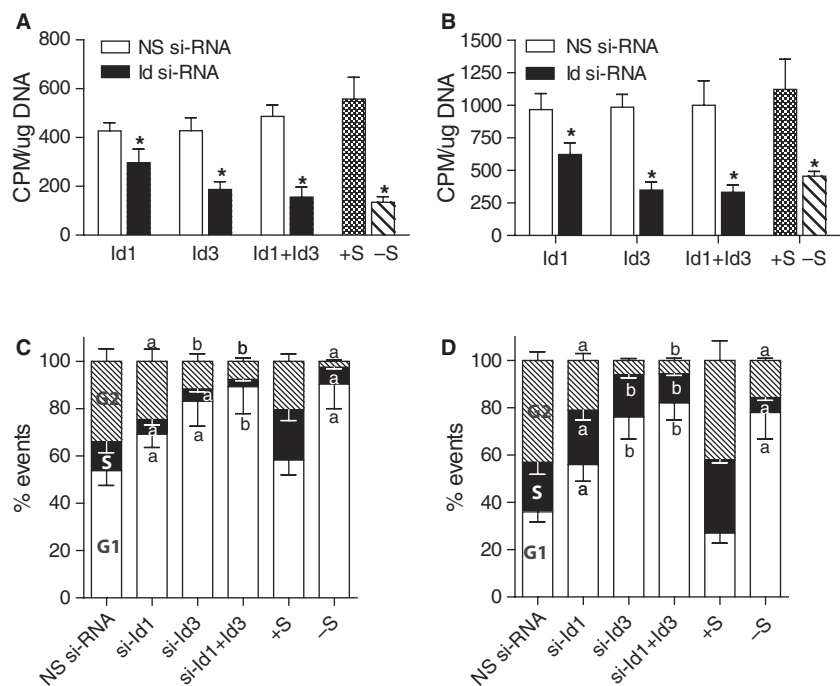 A
800
600
400
200
0
CPM/ug DNA
NS si-RNA
Id si-RNA
* * * *
Id1 Id3 Id1+Id3 +S –S
B
1500
1250
1000
750
500
250
0
CPM/ug DNA
NS si-RNA
Id si-RNA
* * * *
Id1 Id3 Id1+Id3 +S –S
C
100
80
60
40
20
0
% events
a b b a
a a a
a a b a
G2
S
G1
NS si-RNA si-Id1 si-Id3 si-Id1+Id3 +S –S
D
100
80
60
40
20
0
% events
a b a
a b b a
a b b a
G2
S
G1
NS si-RNA si-Id1 si-Id3 si-Id1+Id3 +S –S